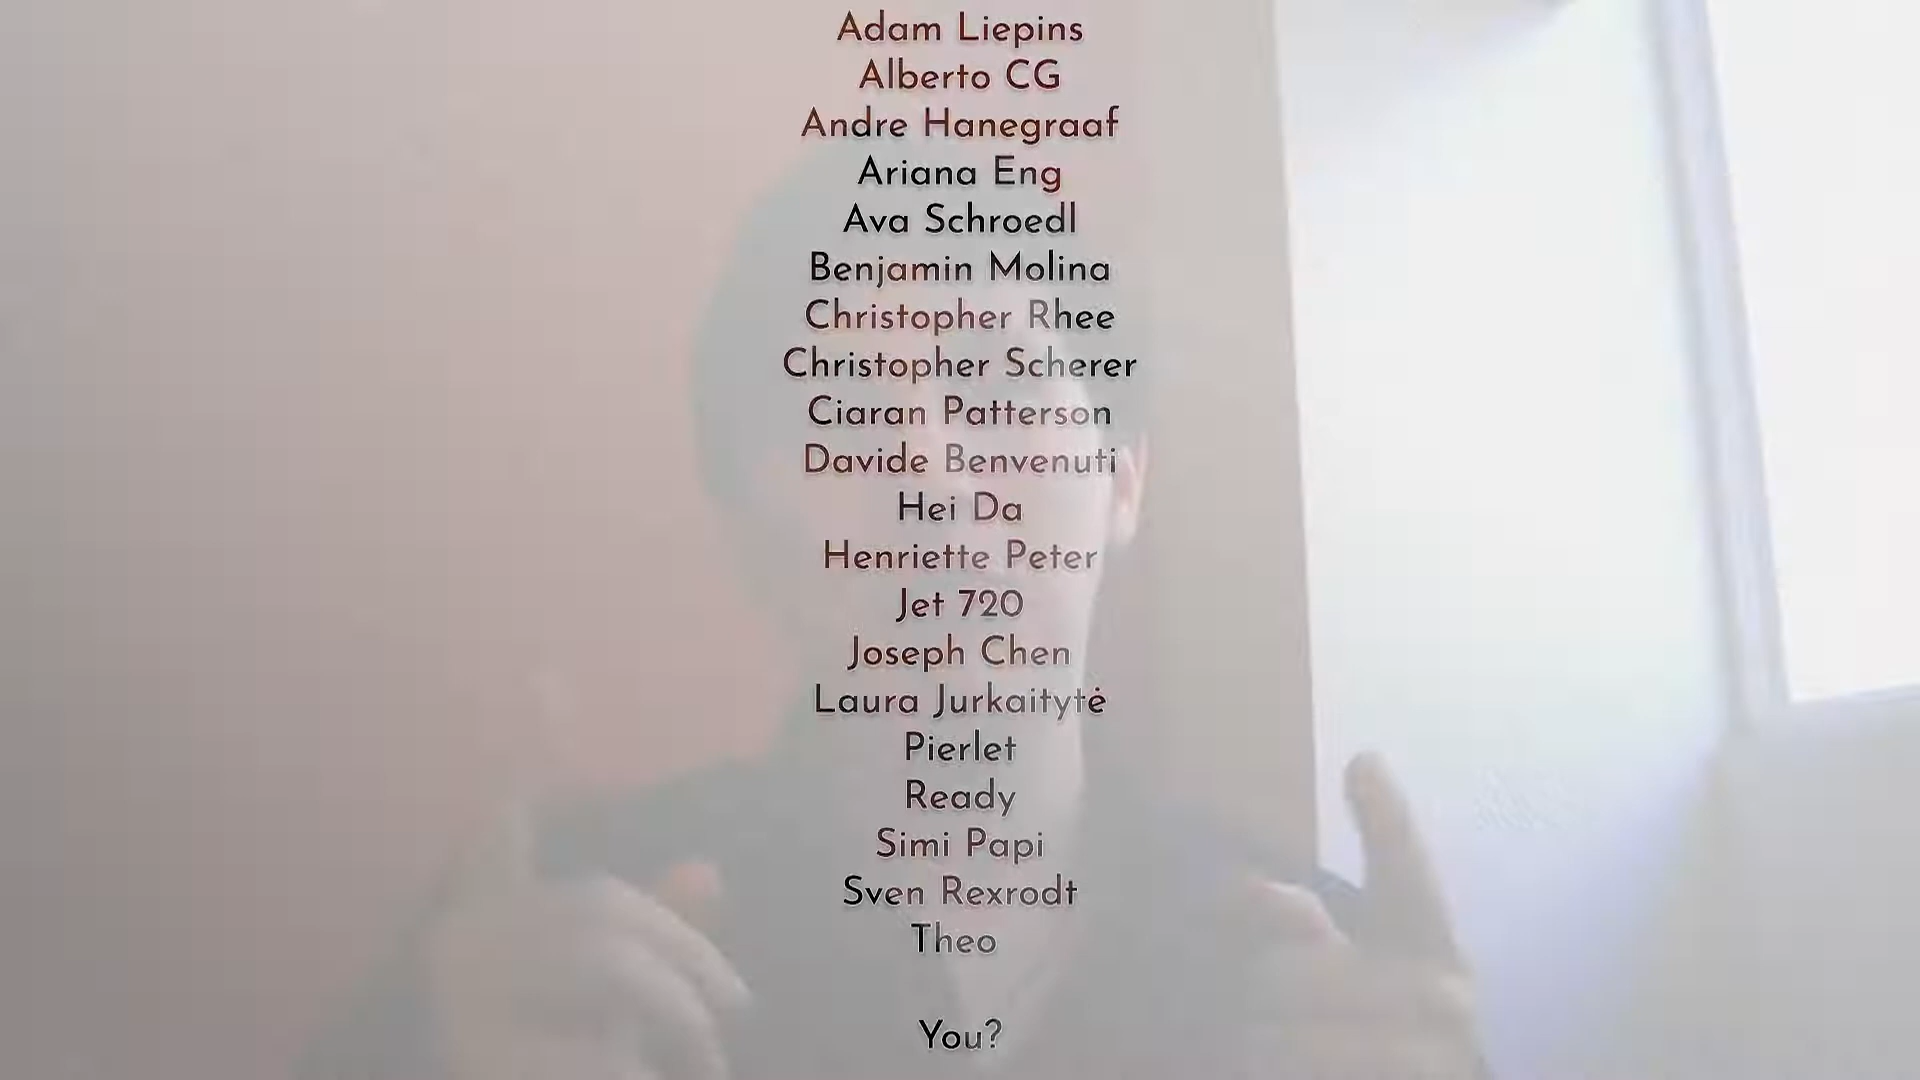 Adam Liepins
Alberto CG
Andre Hanegraaf
Ariana Eng
Ava Schroedl
Benjamin Molina
Christopher Rhee
Christopher Scherer
Ciaran Patterson
Davide Benvenuti
Hei Da
Henriette Peter
Jet 720
Joseph Chen
Laura Jurkaitytė
Pierlet
Ready
Simi Papi
Sven Rexrodt
Theo
You?